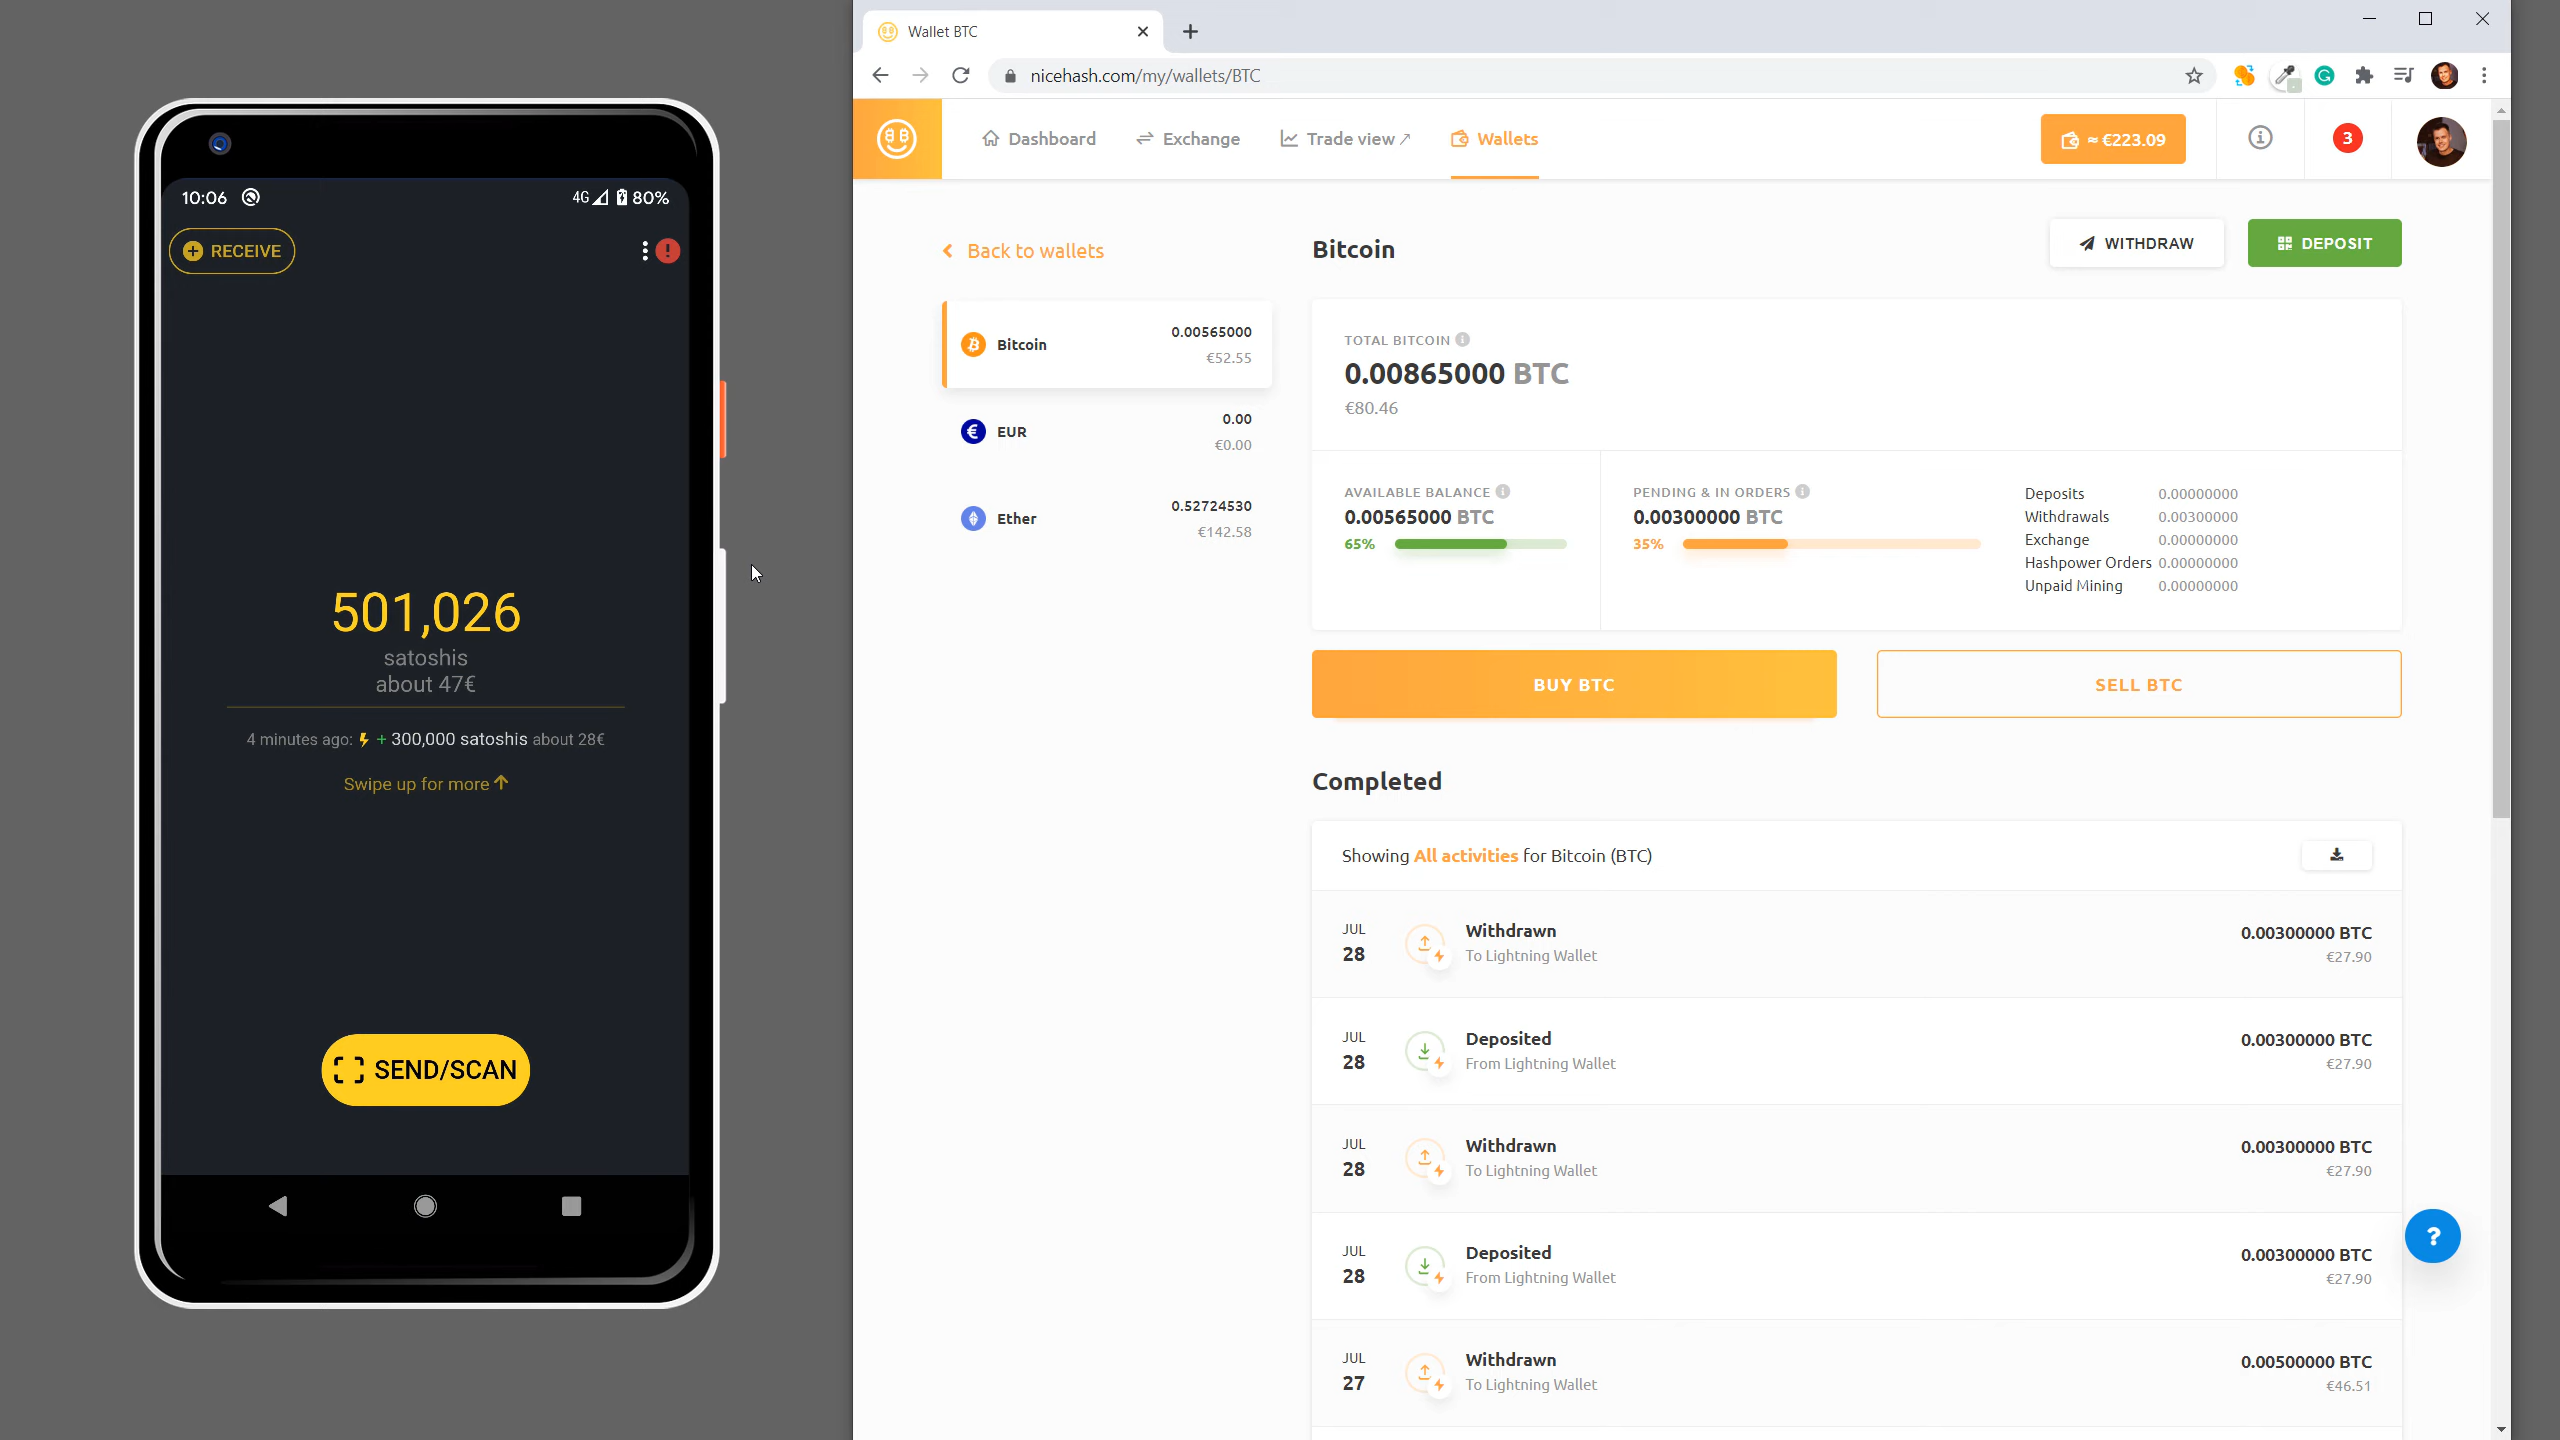 10:06
4G 80%
RECEIVE
501,026
satoshis
about 47€
4 minutes ago: + 300,000 satoshis about 28€
Swipe up for more
SEND/SCAN
Wallet BTC
nicehash.com/my/wallets/BTC
Dashboard
Exchange
Trade view
Wallets
≈ €223.09
3
Back to wallets
Bitcoin
0.00565000
€52.55
EUR
0.00
€0.00
Ether
0.52724530
€142.58
Bitcoin
WITHDRAW
DEPOSIT
TOTAL BITCOIN
0.00865000 BTC
€80.46
AVAILABLE BALANCE
0.00565000 BTC
65%
PENDING & IN ORDERS
0.00300000 BTC
35%
Deposits 0.00000000
Withdrawals 0.00300000
Exchange 0.00000000
Hashpower Orders 0.00000000
Unpaid Mining 0.00000000
BUY BTC
SELL BTC
Completed
Showing All activities for Bitcoin (BTC)
JUL
28
Withdrawn
To Lightning Wallet
0.00300000 BTC
€27.90
JUL
28
Deposited
From Lightning Wallet
0.00300000 BTC
€27.90
JUL
28
Withdrawn
To Lightning Wallet
0.00300000 BTC
€27.90
JUL
28
Deposited
From Lightning Wallet
0.00300000 BTC
€27.90
JUL
27
Withdrawn
To Lightning Wallet
0.00500000 BTC
€46.51
?